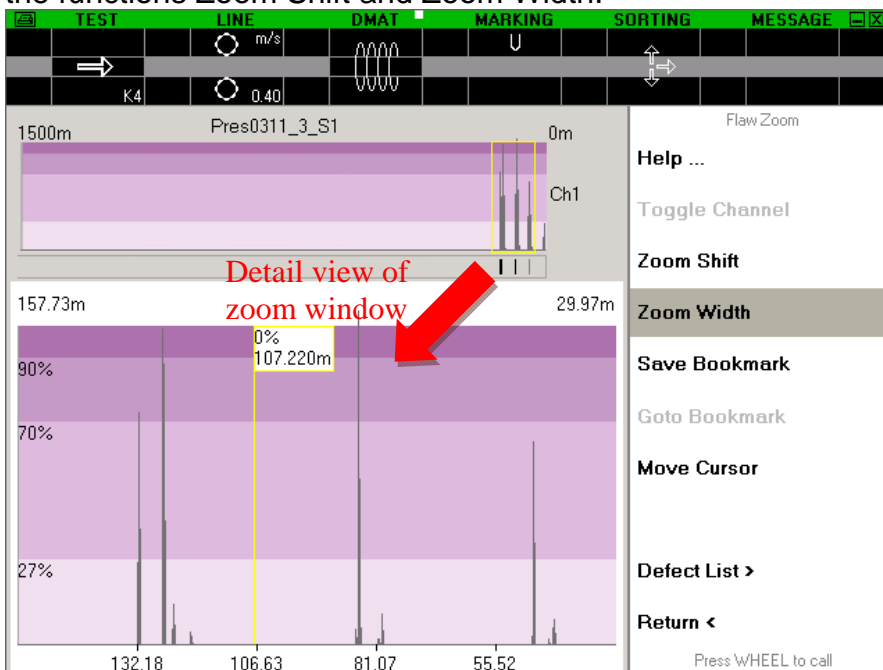 the functions Zoom Shift and Zoom Width.
TEST LINE DMAT MARKING SORTING MESSAGE
m/s U
K4 0.40
1500m Pres0311_3_S1 0m
Ch1
Detail view of
zoom window
157.73m 29.97m
0%
107.220m
90%
70%
27%
132.18 106.63 81.07 55.52
Flaw Zoom
Help ...
Toggle Channel
Zoom Shift
Zoom Width
Save Bookmark
Goto Bookmark
Move Cursor
Defect List >
Return <
Press WHEEL to call